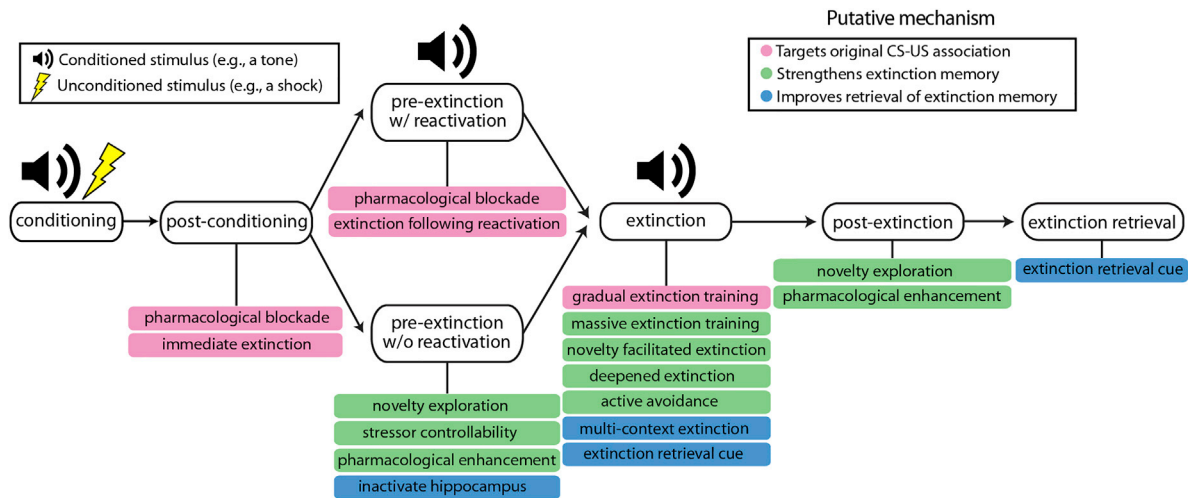 Putative mechanism
Conditioned stimulus (e.g., a tone)
Unconditioned stimulus (e.g., a shock)
Targets original CS-US association
Strengthens extinction memory
Improves retrieval of extinction memory
conditioning
post-conditioning
pharmacological blockade
immediate extinction
pre-extinction
w/ reactivation
pharmacological blockade
extinction following reactivation
pre-extinction
w/o reactivation
novelty exploration
stressor controllability
pharmacological enhancement
inactivate hippocampus
extinction
gradual extinction training
massive extinction training
novelty facilitated extinction
deepened extinction
active avoidance
multi-context extinction
extinction retrieval cue
post-extinction
novelty exploration
pharmacological enhancement
extinction retrieval
extinction retrieval cue